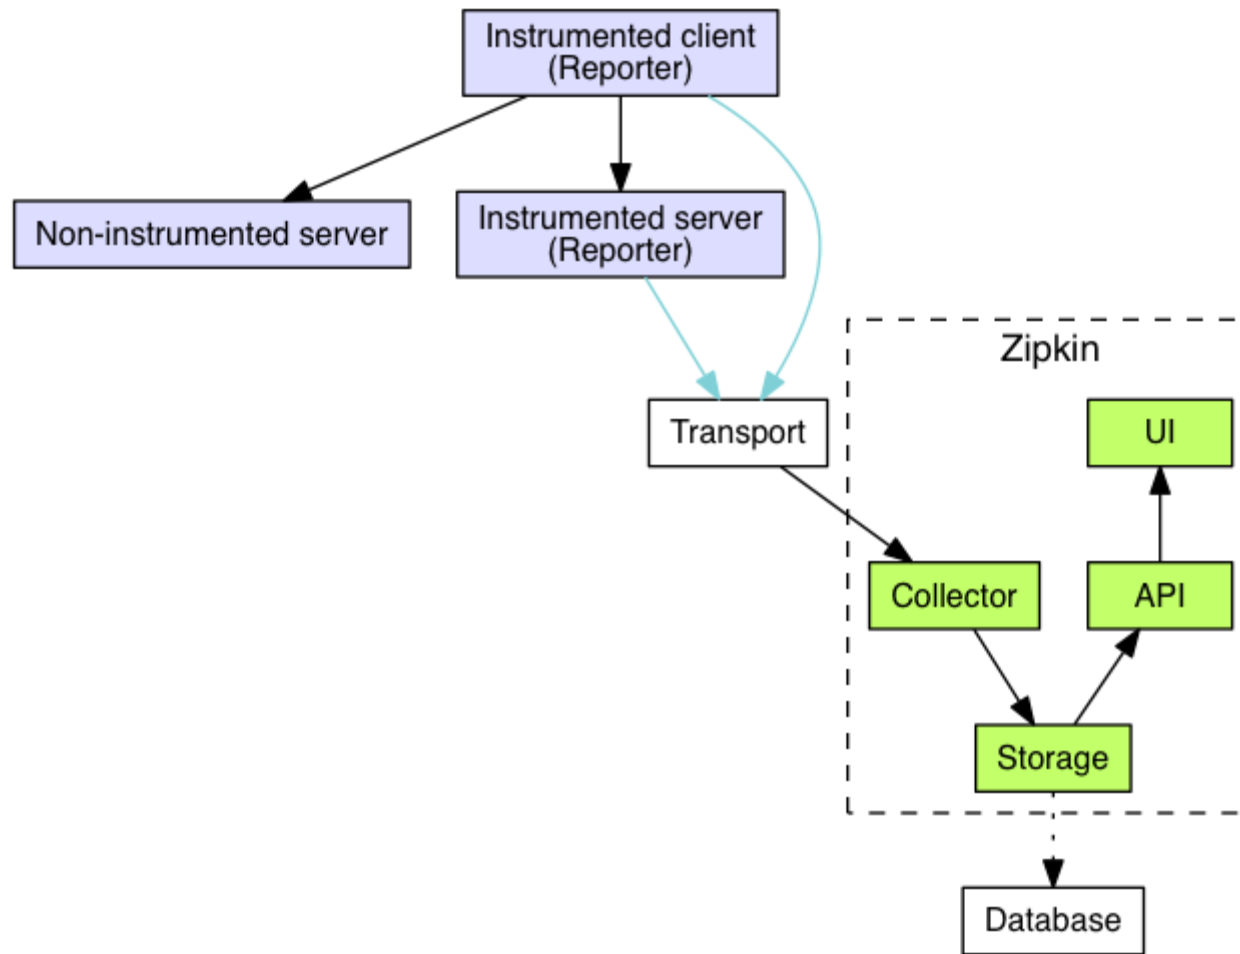 Instrumented client
(Reporter)
Non-instrumented server
Instrumented server
(Reporter)
Zipkin
Transport
UI
Collector
API
Storage
Database